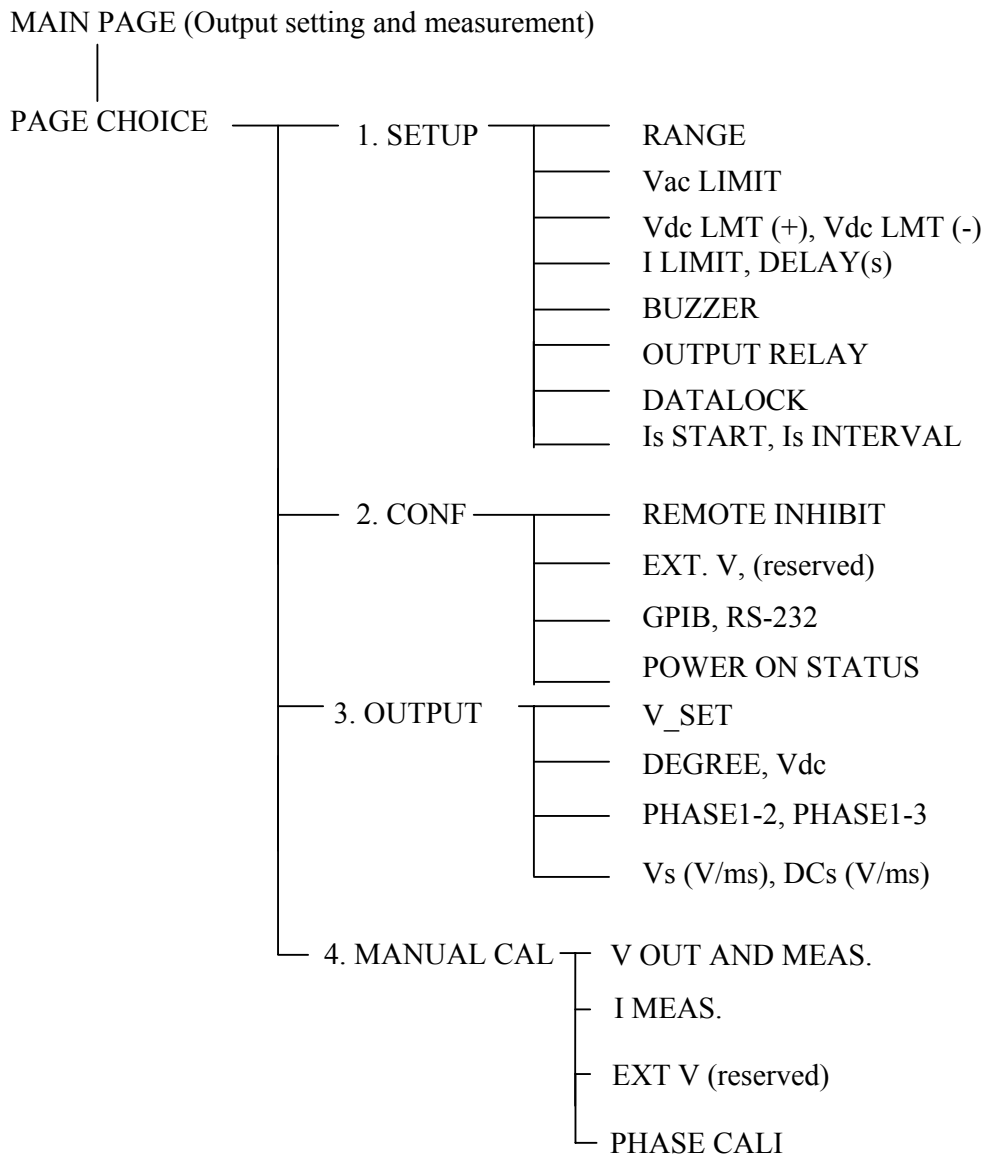 MAIN PAGE (Output setting and measurement)
PAGE CHOICE
1. SETUP
RANGE
Vac LIMIT
Vdc LMT (+), Vdc LMT (-)
I LIMIT, DELAY(s)
BUZZER
OUTPUT RELAY
DATALOCK
Is START, Is INTERVAL
2. CONF
REMOTE INHIBIT
EXT. V, (reserved)
GPIB, RS-232
POWER ON STATUS
3. OUTPUT
V_SET
DEGREE, Vdc
PHASE1-2, PHASE1-3
Vs (V/ms), DCs (V/ms)
4. MANUAL CAL
V OUT AND MEAS.
I MEAS.
EXT V (reserved)
PHASE CALI